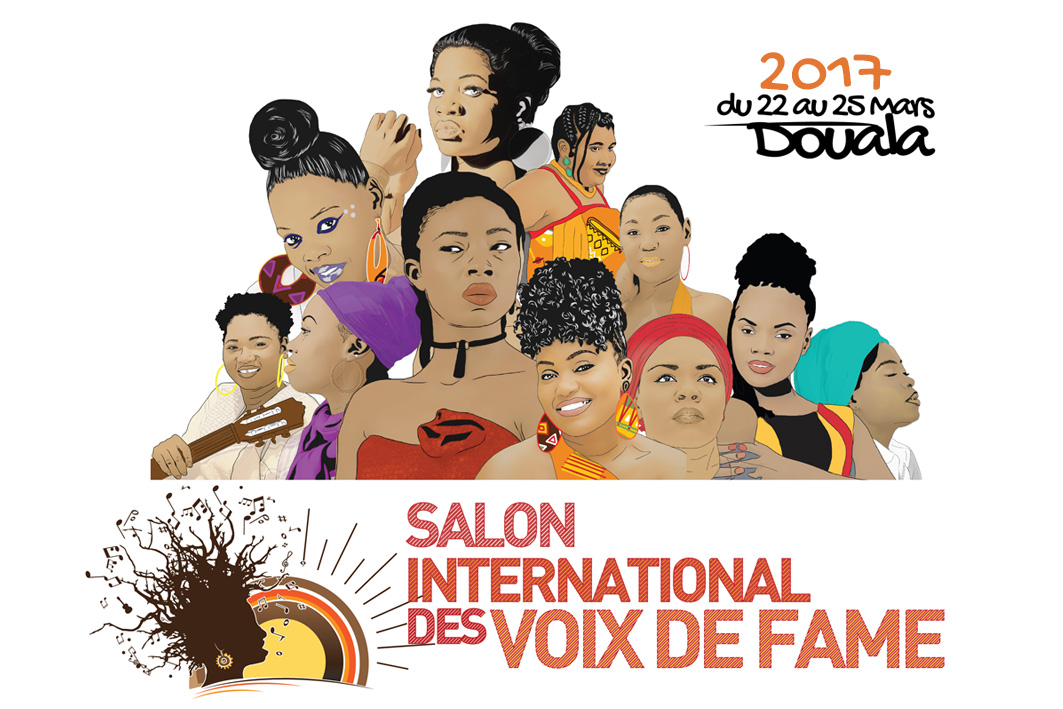 2017
du 22 au 25 Mars
Douala
SALON
INTERNATIONAL
DES VOIX DE FAME